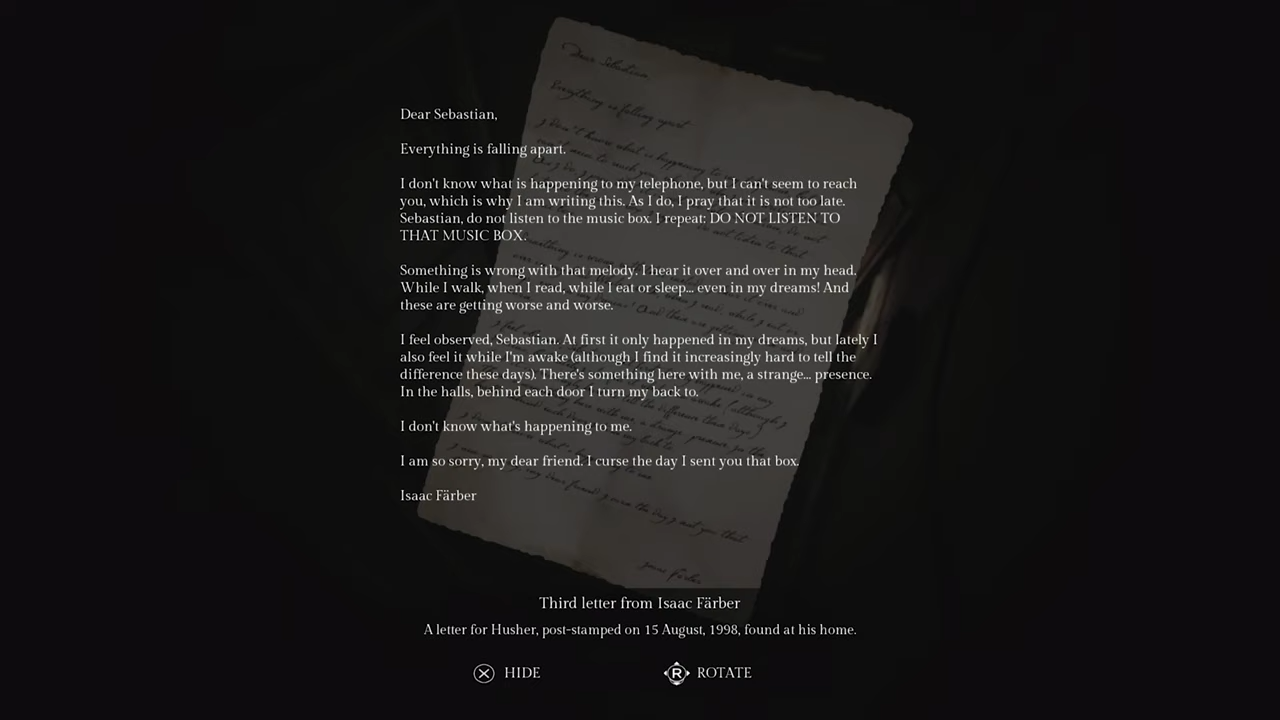 Dear Sebastian,
Everything is falling apart.
I don't know what is happening to my telephone, but I can't seem to reach
you, which is why I am writing this. As I do, I pray that it is not too late.
Sebastian, do not listen to the music box. I repeat: DO NOT LISTEN TO
THAT MUSIC BOX.
Something is wrong with that melody. I hear it over and over in my head.
While I walk, when I read, while I eat or sleep... even in my dreams! And
these are getting worse and worse.
I feel observed, Sebastian. At first it only happened in my dreams, but lately I
also feel it while I'm awake (although I find it increasingly hard to tell the
difference these days). There's something here with me, a strange... presence.
In the halls, behind each door I turn my back to.
I don't know what's happening to me.
I am so sorry, my dear friend. I curse the day I sent you that box.
Isaac Färber
Third letter from Isaac Färber
A letter for Husher, post-stamped on 15 August, 1998, found at his home.
HIDE
R ROTATE